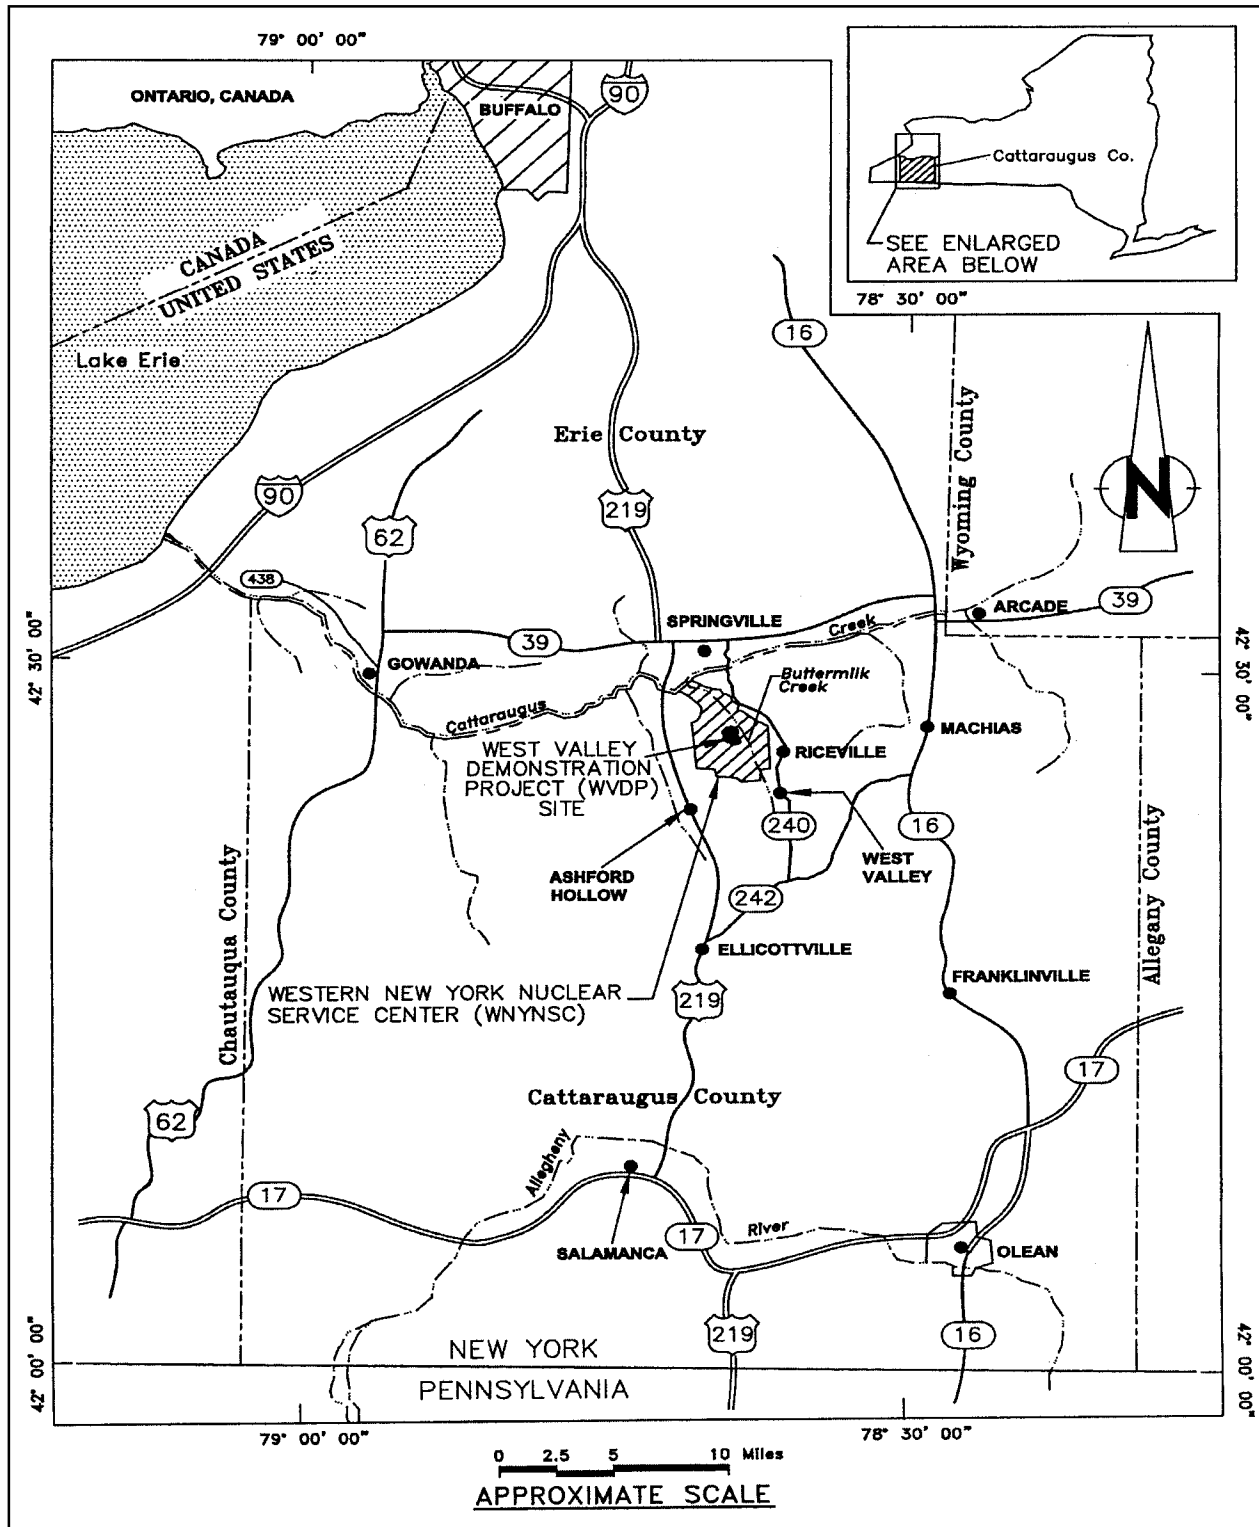 79° 00' 00"
ONTARIO, CANADA
BUFFALO
90
Cattaraugus Co.
SEE ENLARGED
AREA BELOW
CANADA
UNITED STATES
78° 30' 00"
Lake Erie
16
Erie County
Wyoming County
N
90
219
62
438
SPRINGVILLE
ARCADE
39
39
Creek
42° 30' 00"
42° 30' 00"
GOWANDA
Buttermilk
Creek
Cattaraugus
MACHIAS
WEST VALLEY
DEMONSTRATION
PROJECT (WVDP)
SITE
RICEVILLE
240
16
WEST
VALLEY
ASHFORD
HOLLOW
242
Chautauqua County
Allegany County
ELLICOTTVILLE
FRANKLINVILLE
WESTERN NEW YORK NUCLEAR
SERVICE CENTER (WNYNSC)
219
17
Cattaraugus County
62
Allegheny
17
River
17
SALAMANCA
OLEAN
219
16
NEW YORK
PENNSYLVANIA
42° 00' 00"
42° 00' 00"
79° 00' 00"
78° 30' 00"
0 2.5 5 10 Miles
APPROXIMATE SCALE